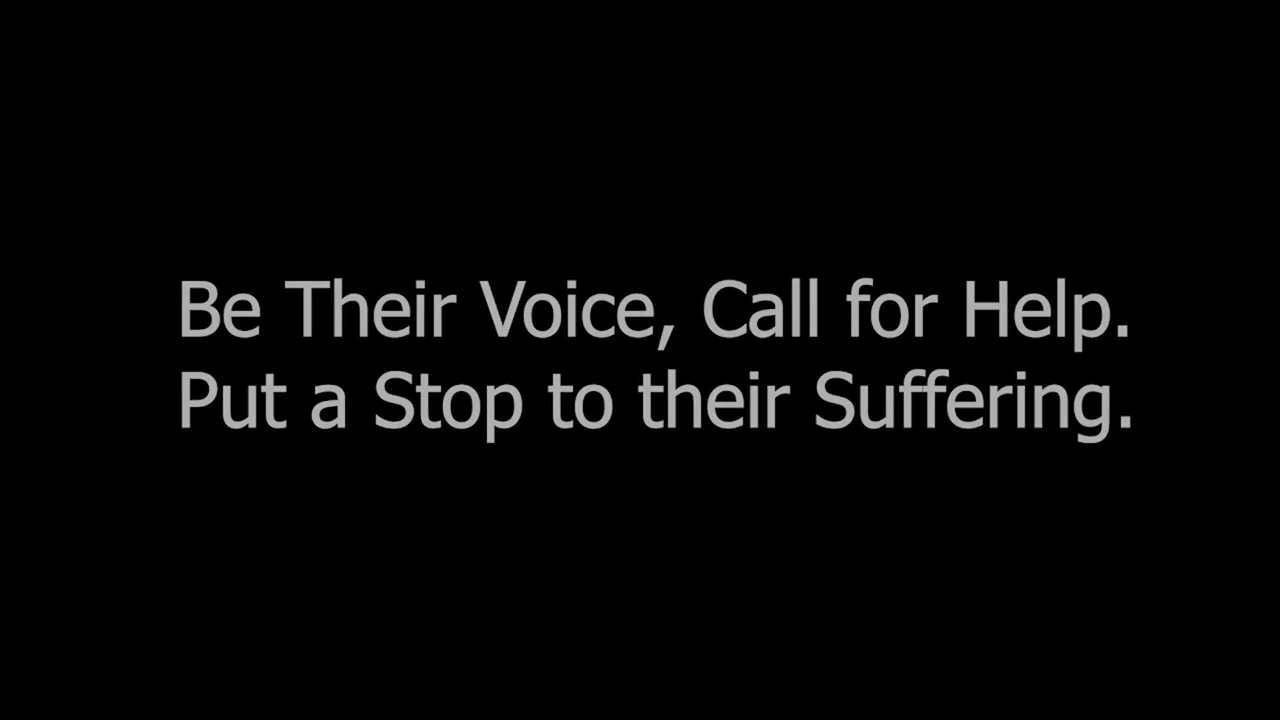 Be Their Voice, Call for Help.
Put a Stop to their Suffering.